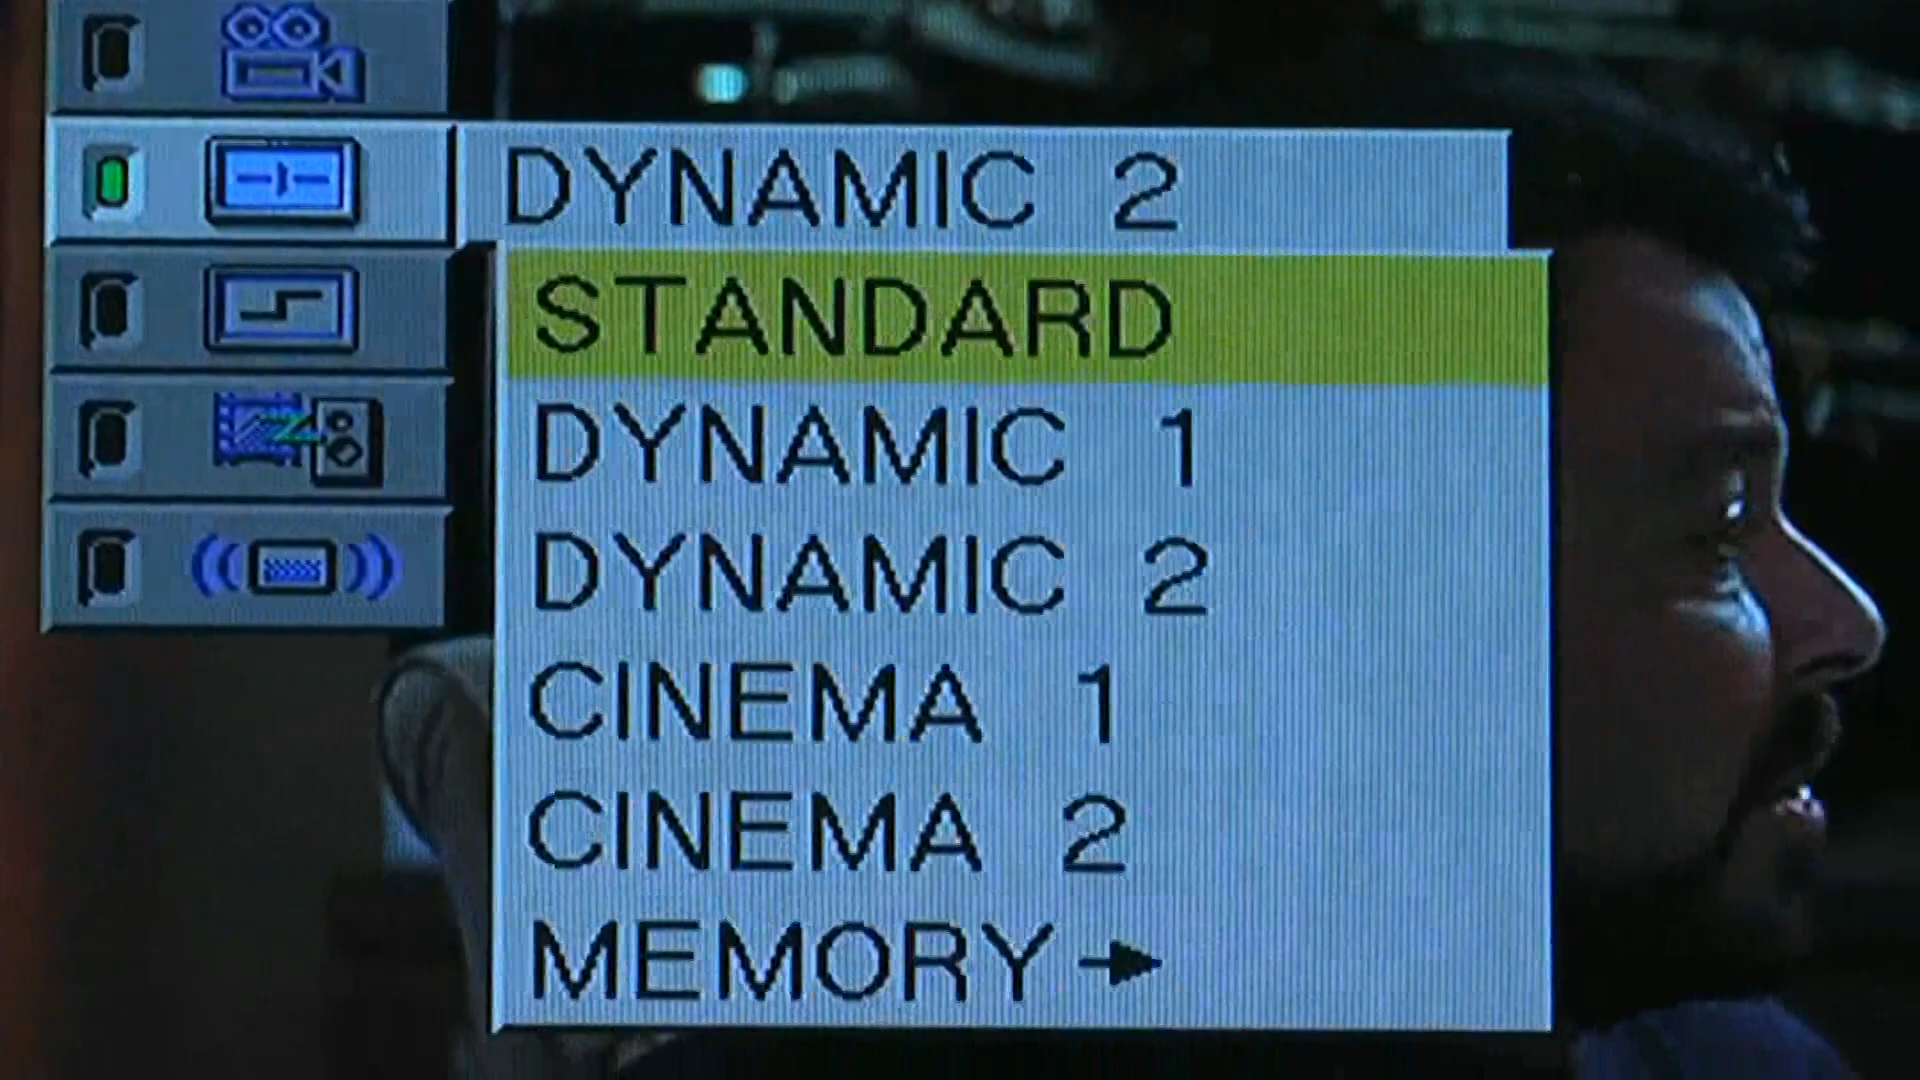 DYNAMIC 2
STANDARD
DYNAMIC 1
DYNAMIC 2
CINEMA 1
CINEMA 2
MEMORY→